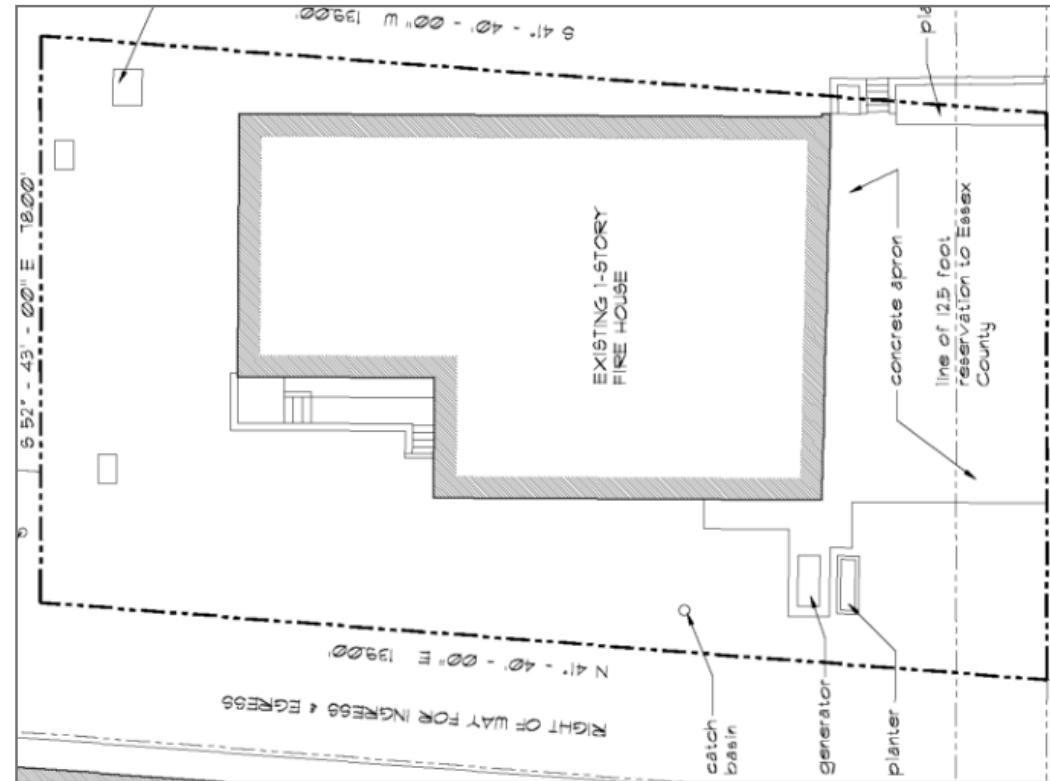 S 41° - 40' - 00" W 139.00'
pla
S 52° - 43' - 00" E 78.00'
EXISTING 1-STORY
FIRE HOUSE
concrete apron
line of 12.5 foot
reservation to Essex
County
N 41° - 40' - 00" E 139.00'
RIGHT OF WAY FOR INGRESS & EGRESS
catch
basin
generator
planter